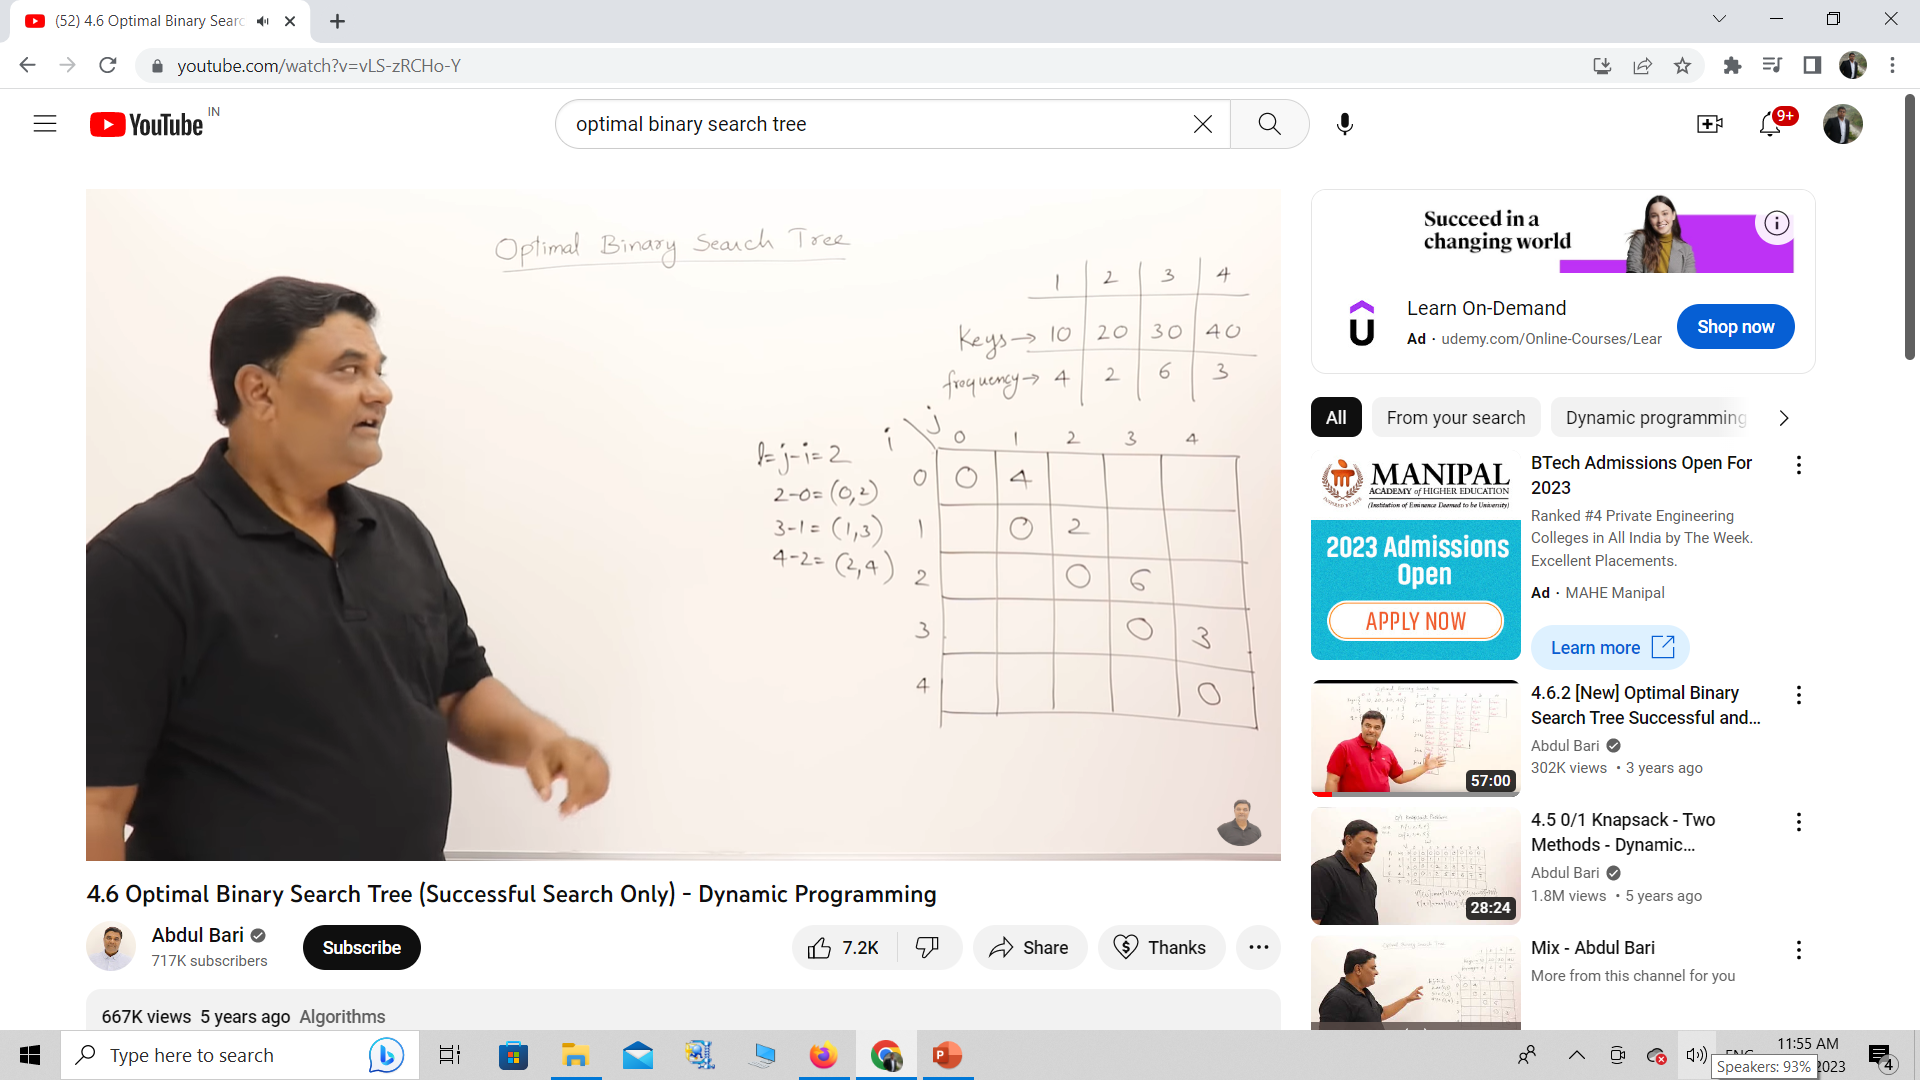 (52) 4.6 Optimal Binary Searc
youtube.com/watch?v=vLS-zRCHo-Y
YouTube IN
optimal binary search tree
9+
Optimal Binary Search Tree
1 2 3 4
Keys→ 10 20 30 40
frequency→ 4 2 6 3
l=j-i=2
2-0=(0,2)
3-1=(1,3)
4-2=(2,4)
i j 0 1 2 3 4
0 0 4
1 0 2
2 0 6
3 0 3
4 0
4.6 Optimal Binary Search Tree (Successful Search Only) - Dynamic Programming
Abdul Bari
717K subscribers
Subscribe
7.2K
Share
Thanks
667K views 5 years ago Algorithms
Succeed in a
changing world
Learn On-Demand
Ad · udemy.com/Online-Courses/Lear
Shop now
All
From your search
Dynamic programming
MANIPAL
ACADEMY of HIGHER EDUCATION
(Institution of Eminence Deemed to be University)
2023 Admissions
Open
APPLY NOW
BTech Admissions Open For
2023
Ranked #4 Private Engineering
Colleges in All India by The Week.
Excellent Placements.
Ad · MAHE Manipal
Learn more
57:00
4.6.2 [New] Optimal Binary
Search Tree Successful and...
Abdul Bari
302K views · 3 years ago
28:24
4.5 0/1 Knapsack - Two
Methods - Dynamic...
Abdul Bari
1.8M views · 5 years ago
Mix - Abdul Bari
More from this channel for you
Type here to search
11:55 AM
2023
Speakers: 93%
4